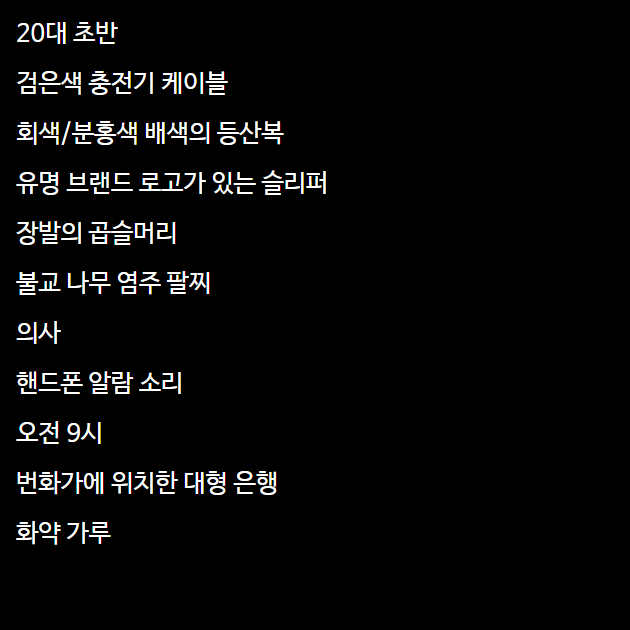 20대 초반
검은색 충전기 케이블
회색/분홍색 배색의 등산복
유명 브랜드 로고가 있는 슬리퍼
장발의 곱슬머리
불교 나무 염주 팔찌
의사
핸드폰 알람 소리
오전 9시
번화가에 위치한 대형 은행
화약 가루